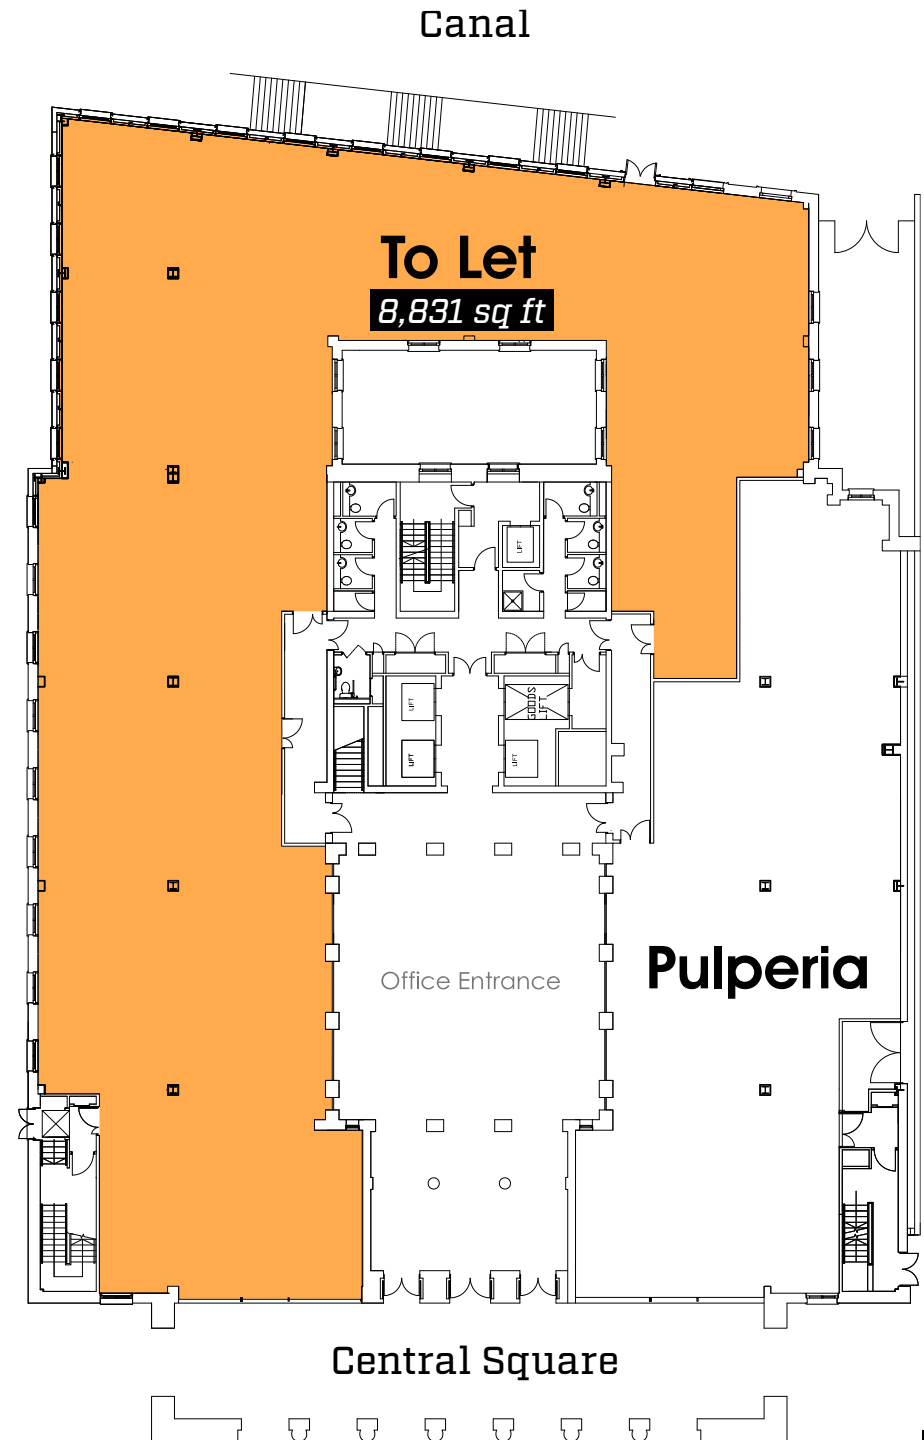 Canal
To Let
8,831 sq ft
LIFT
LIFT
GOODS
LIFT
LIFT
LIFT
Office Entrance
Pulperia
Central Square